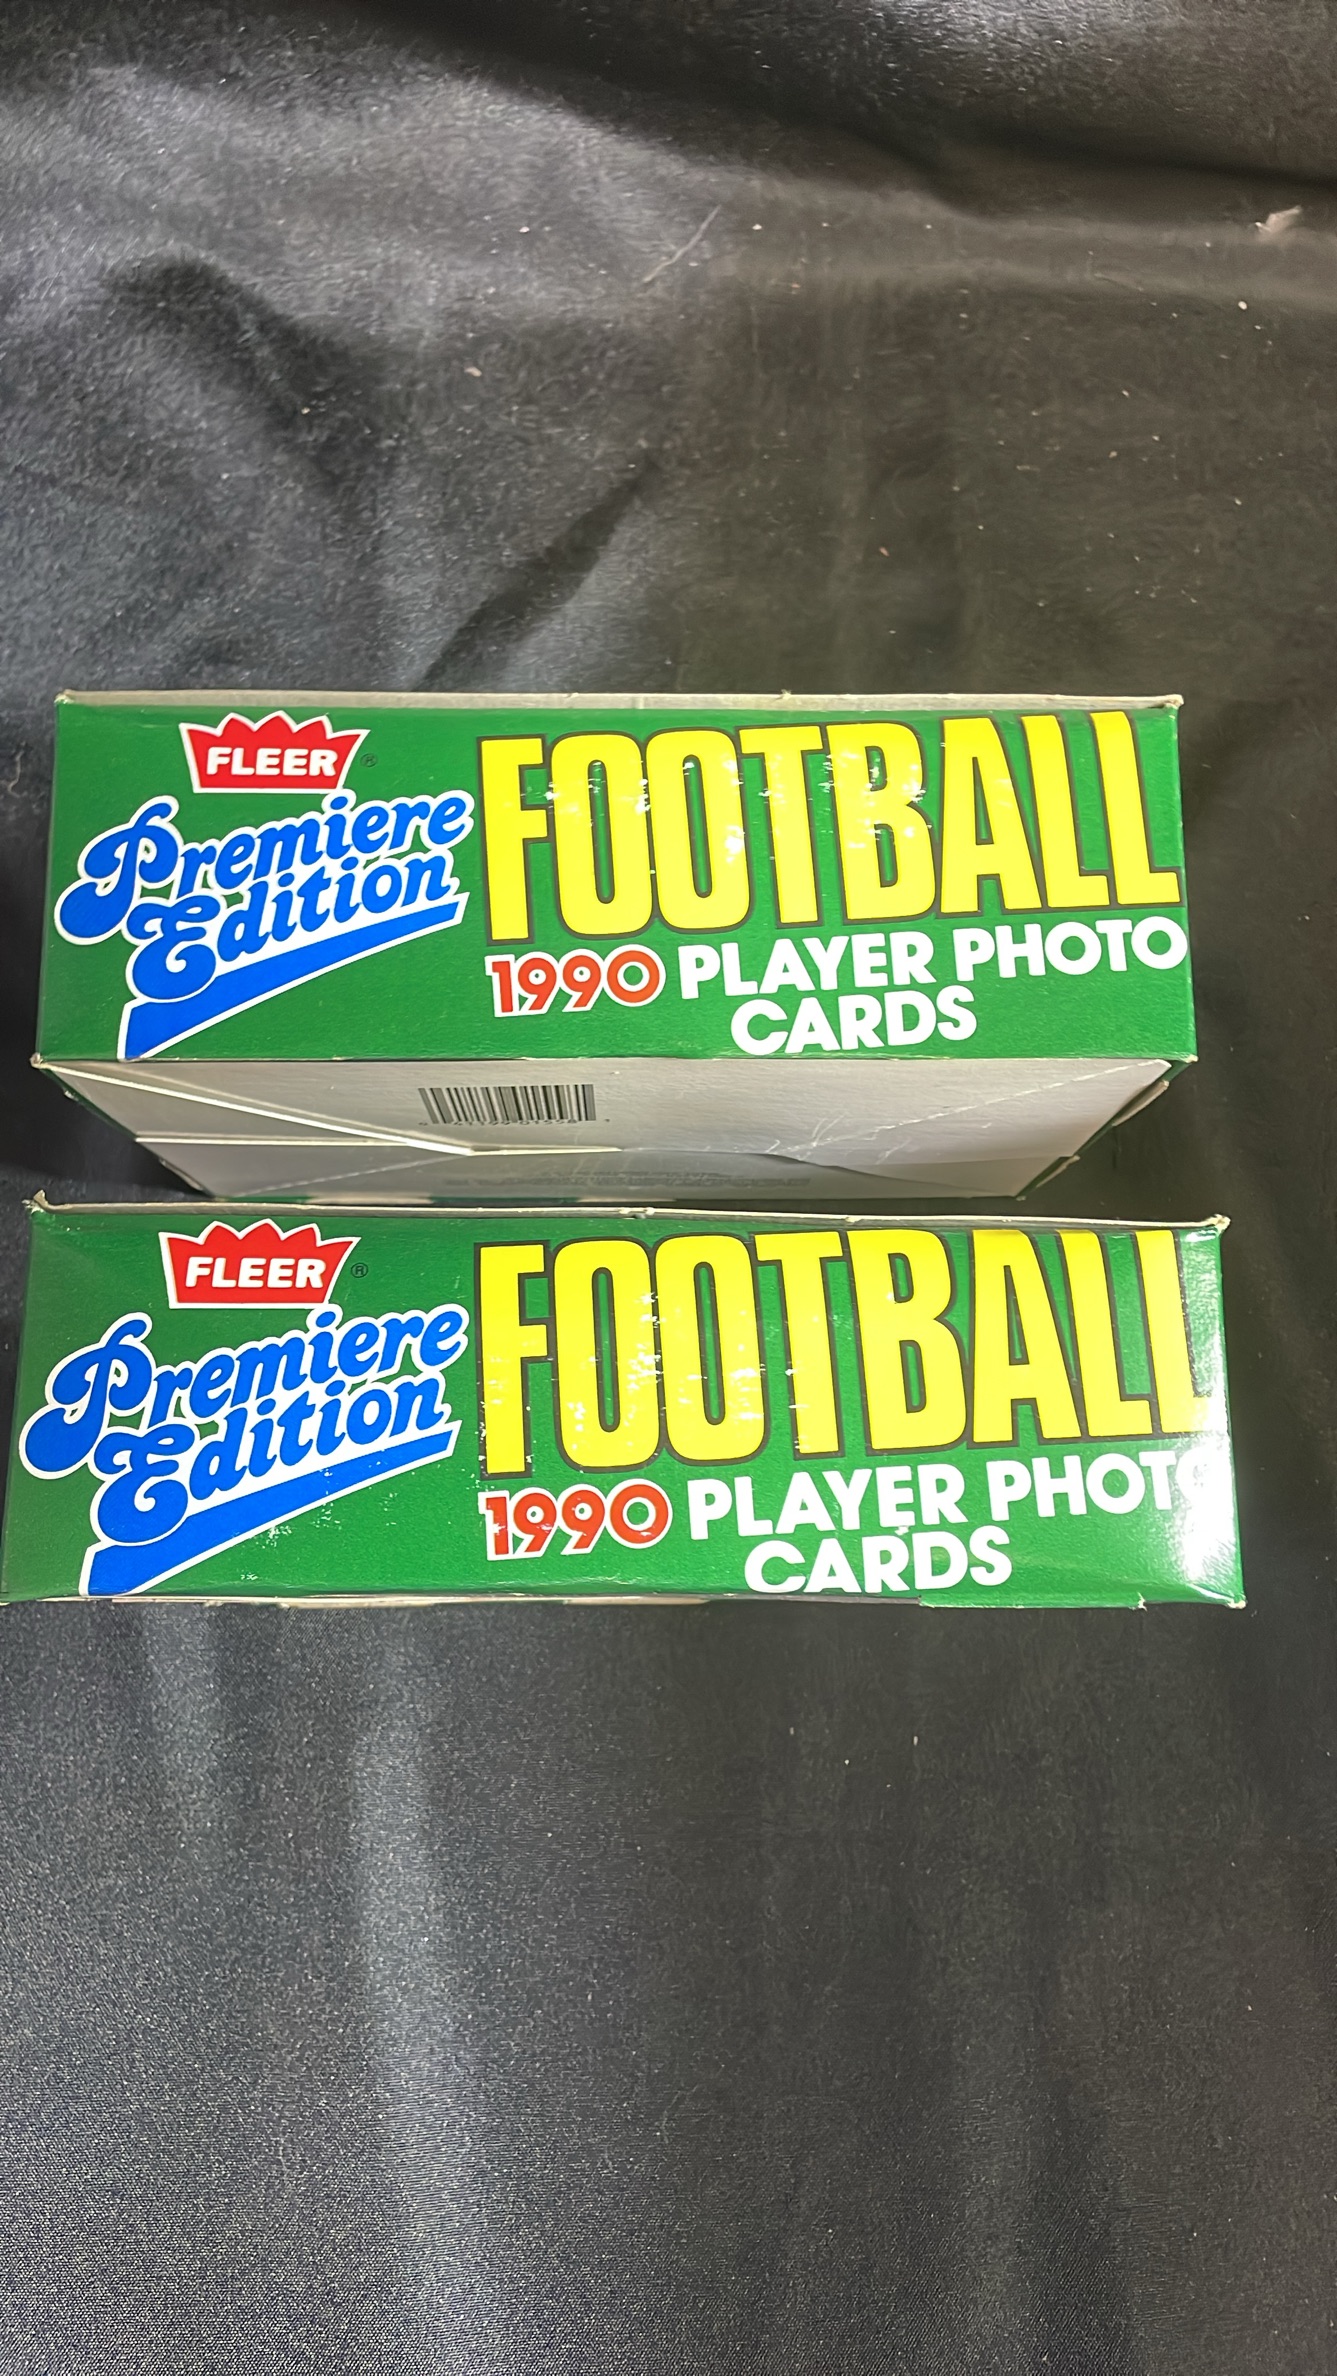 FLEER ®
Premiere
Edition
FOOTBALL
1990 PLAYER PHOTO
CARDS
FLEER ®
Premiere
Edition
FOOTBALL
1990 PLAYER PHOTO
CARDS